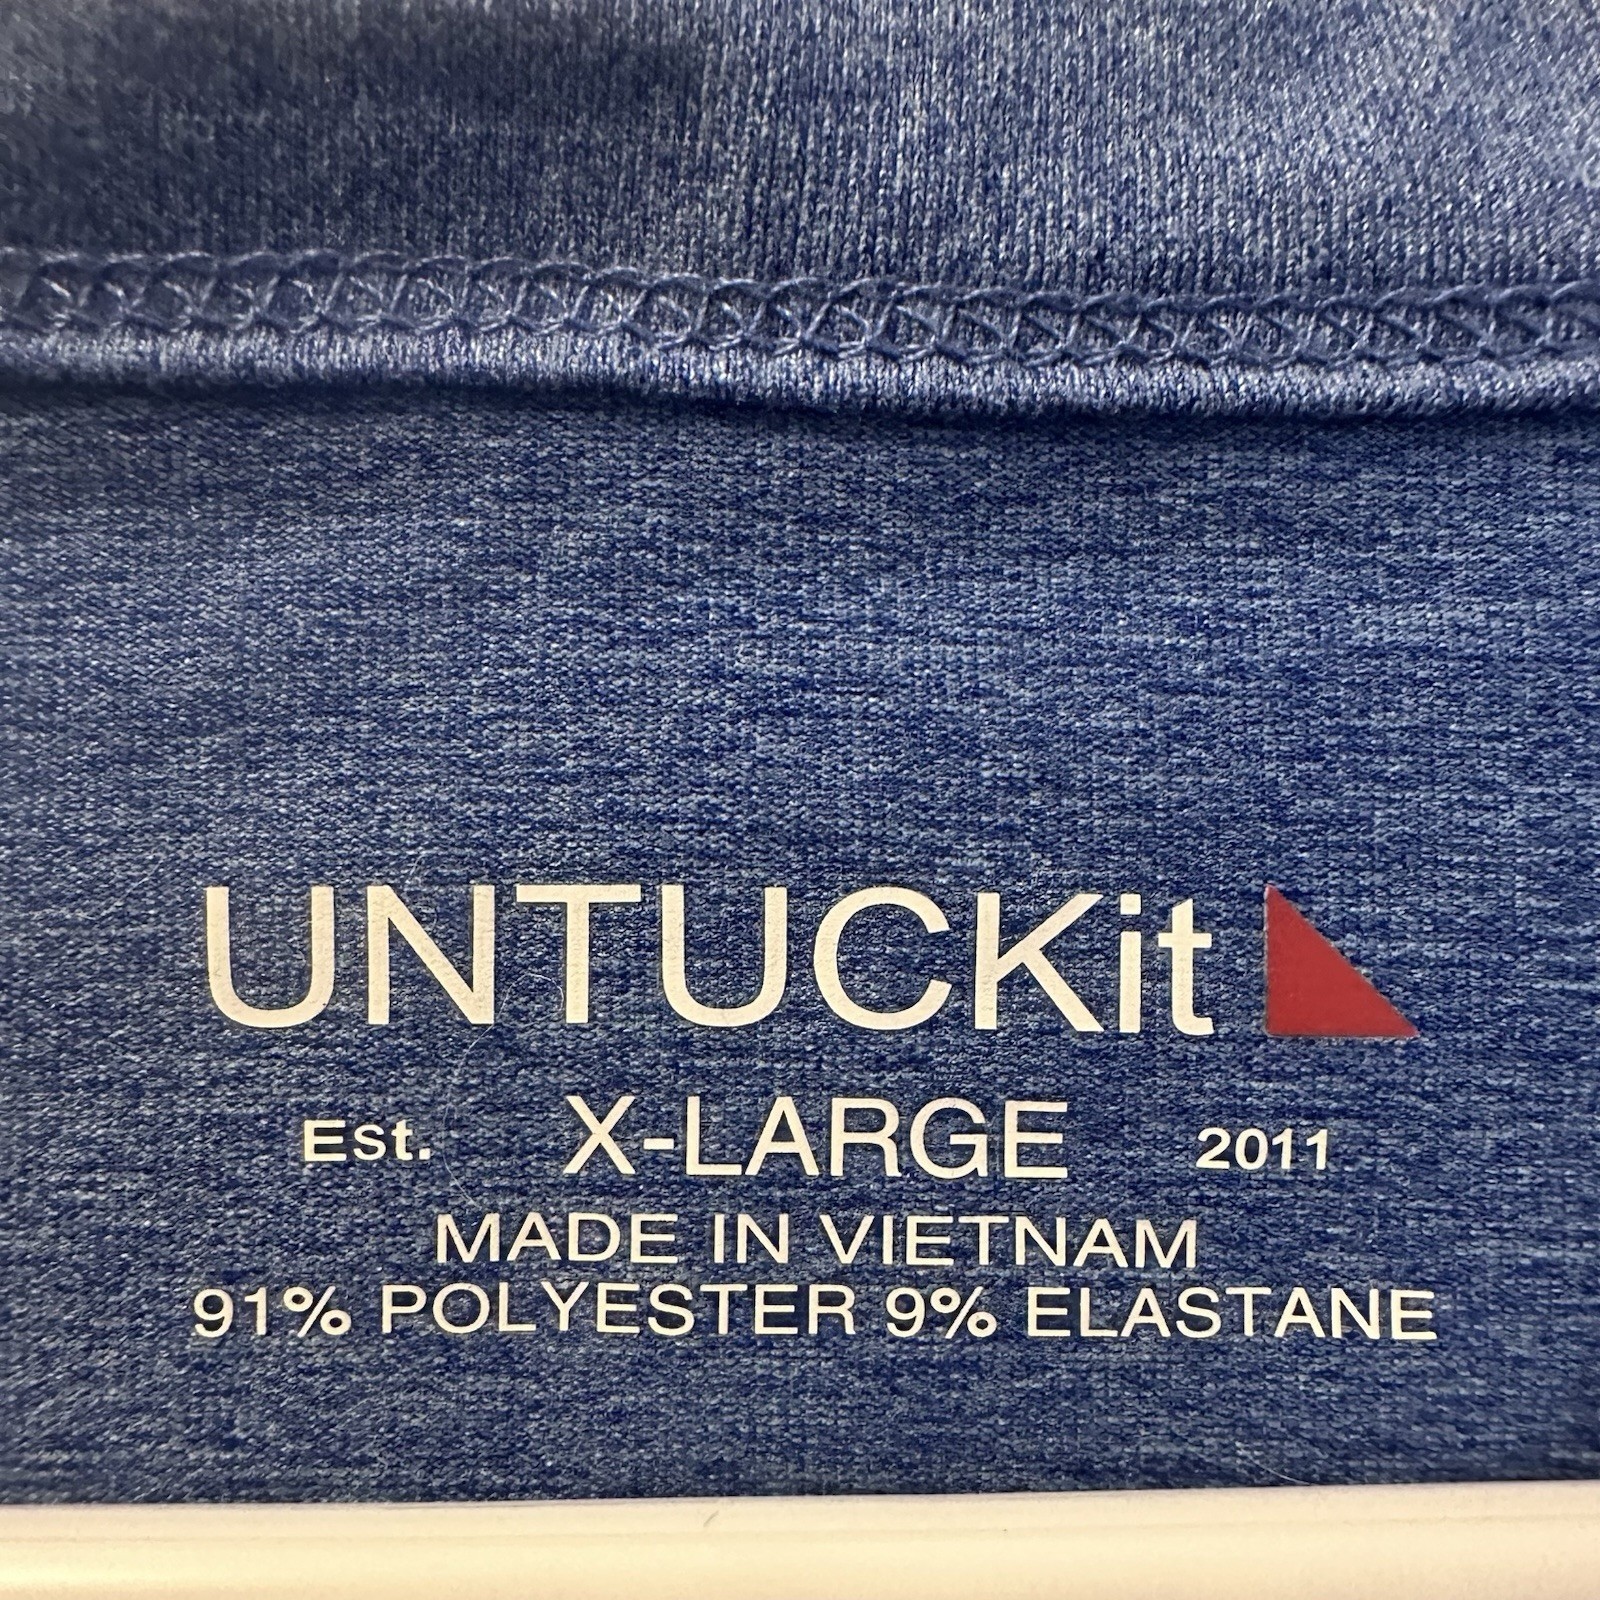 UNTUCKit
Est. X-LARGE 2011
MADE IN VIETNAM
91% POLYESTER 9% ELASTANE